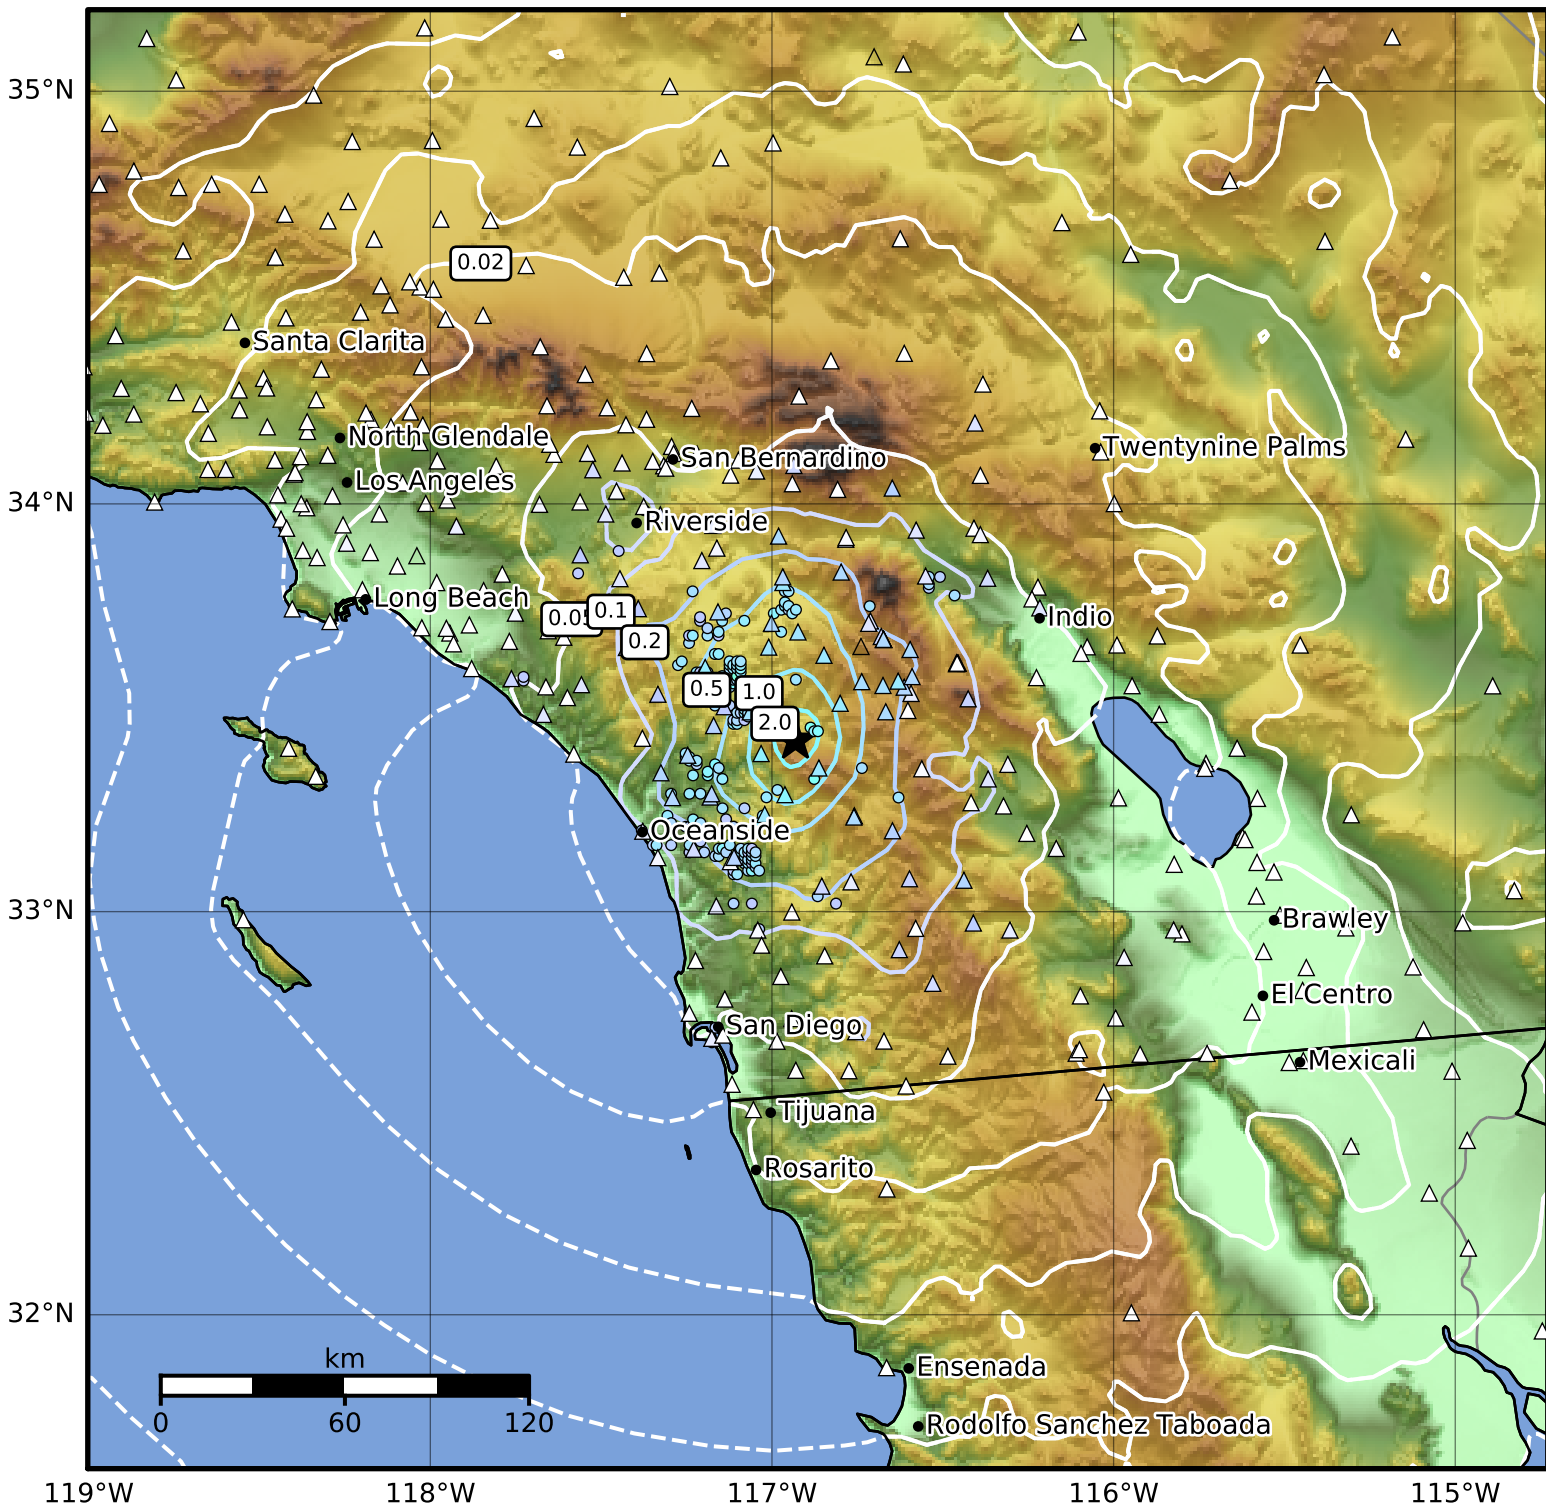 35°N
0.02
Santa Clarita
North Glendale
San Bernardino
Twentynine Palms
Los Angeles
34°N
Riverside
Long Beach
0.05
0.1
Indio
0.2
0.5
1.0
2.0
Oceanside
33°N
Brawley
El Centro
San Diego
Mexicali
Tijuana
Rosarito
32°N
km
Ensenada
0 60 120
Rodolfo Sanchez Taboada
119°W 118°W 117°W 116°W 115°W